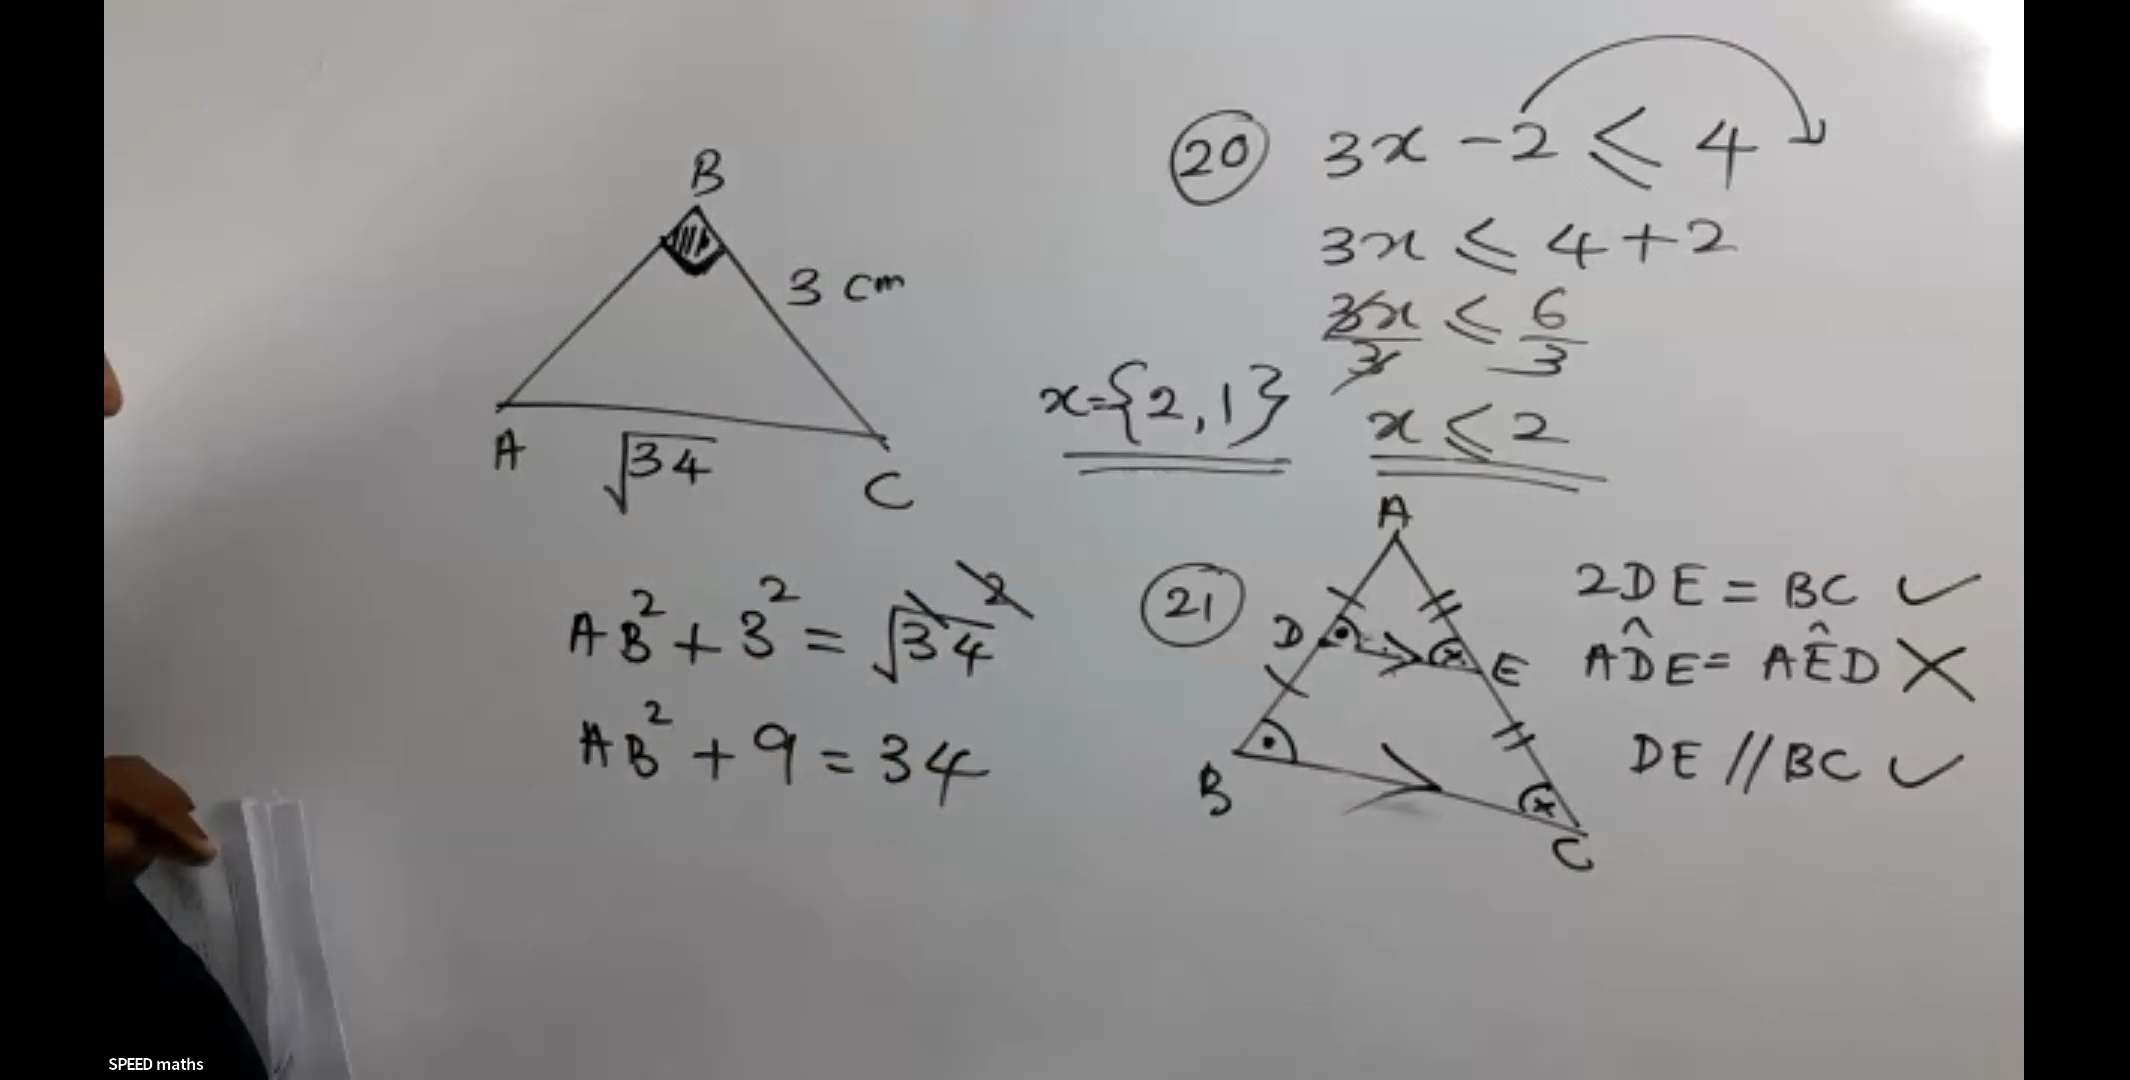 B
3 cm
A
√34
C
AB² + 3² = √34²
AB² + 9 = 34
20
3x - 2 ⩽ 4
3x ⩽ 4 + 2
3x/3 ⩽ 6/3
x ⩽ 2
x = {2, 1}
21
A
D
E
B
C
2DE = BC ✓
AD̂E = AÊD ✗
DE // BC ✓
SPEED maths